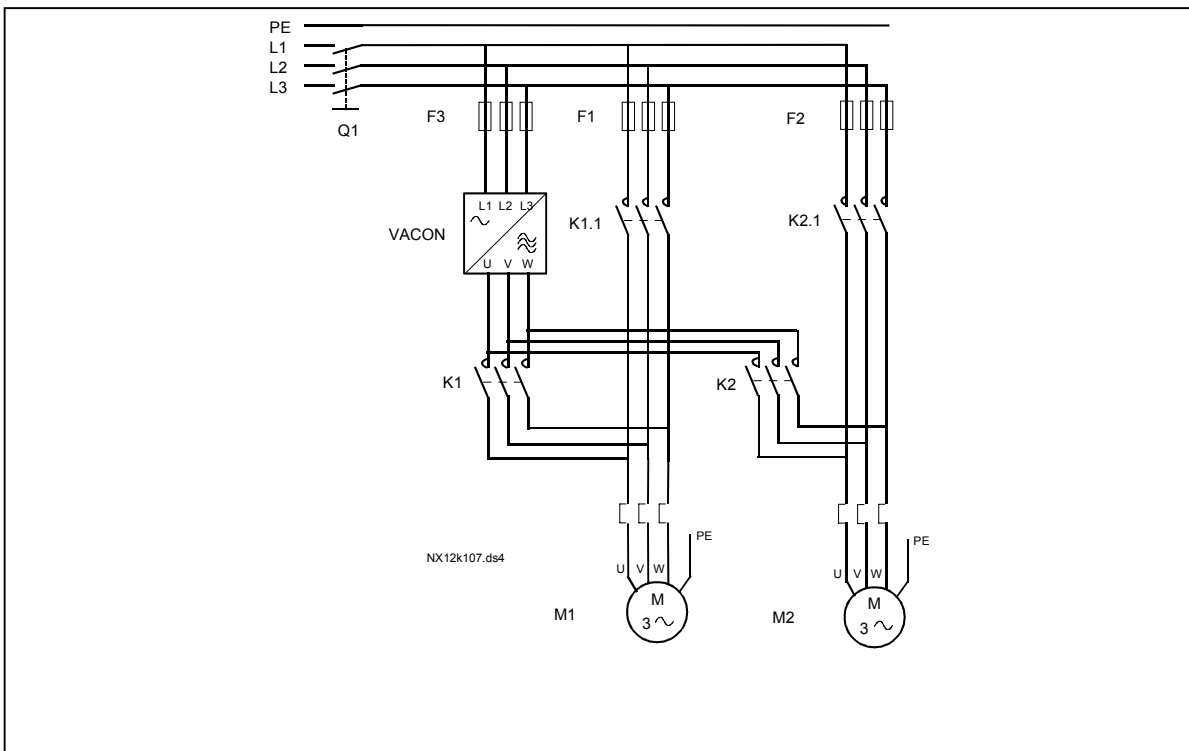 PE
L1
L2
L3
Q1
F3
F1
F2
L1 L2 L3
VACON
U V W
K1.1
K2.1
K1
K2
NX12k107.ds4
PE
PE
U V W
U V W
M1
M
3
M2
M
3